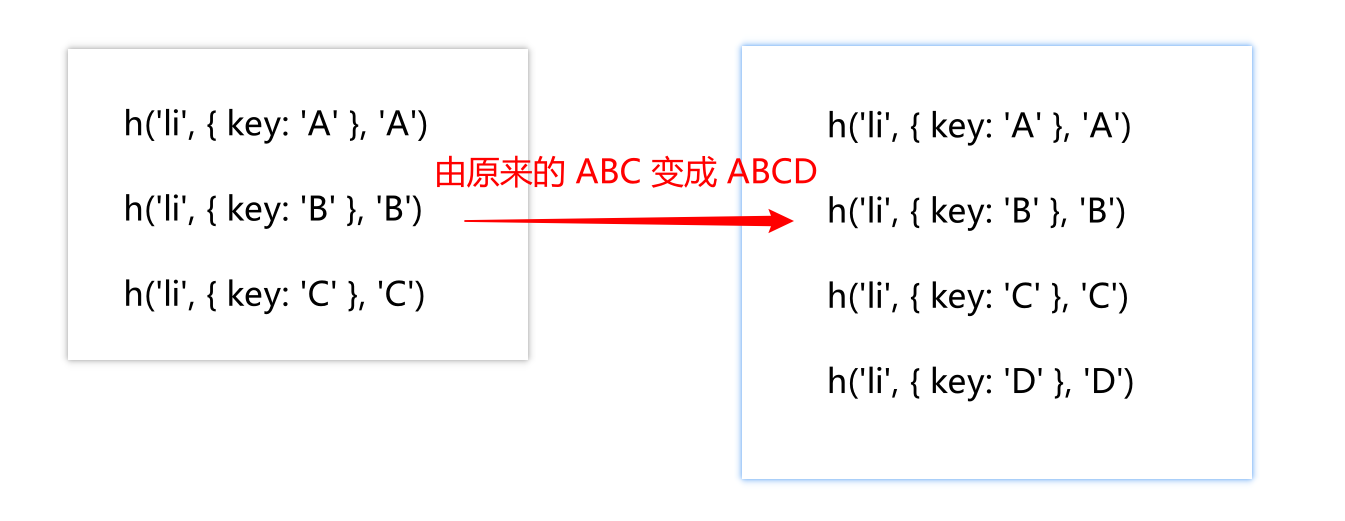 h('li', { key: 'A' }, 'A')
h('li', { key: 'B' }, 'B')
h('li', { key: 'C' }, 'C')
由原来的 ABC 变成 ABCD
h('li', { key: 'A' }, 'A')
h('li', { key: 'B' }, 'B')
h('li', { key: 'C' }, 'C')
h('li', { key: 'D' }, 'D')